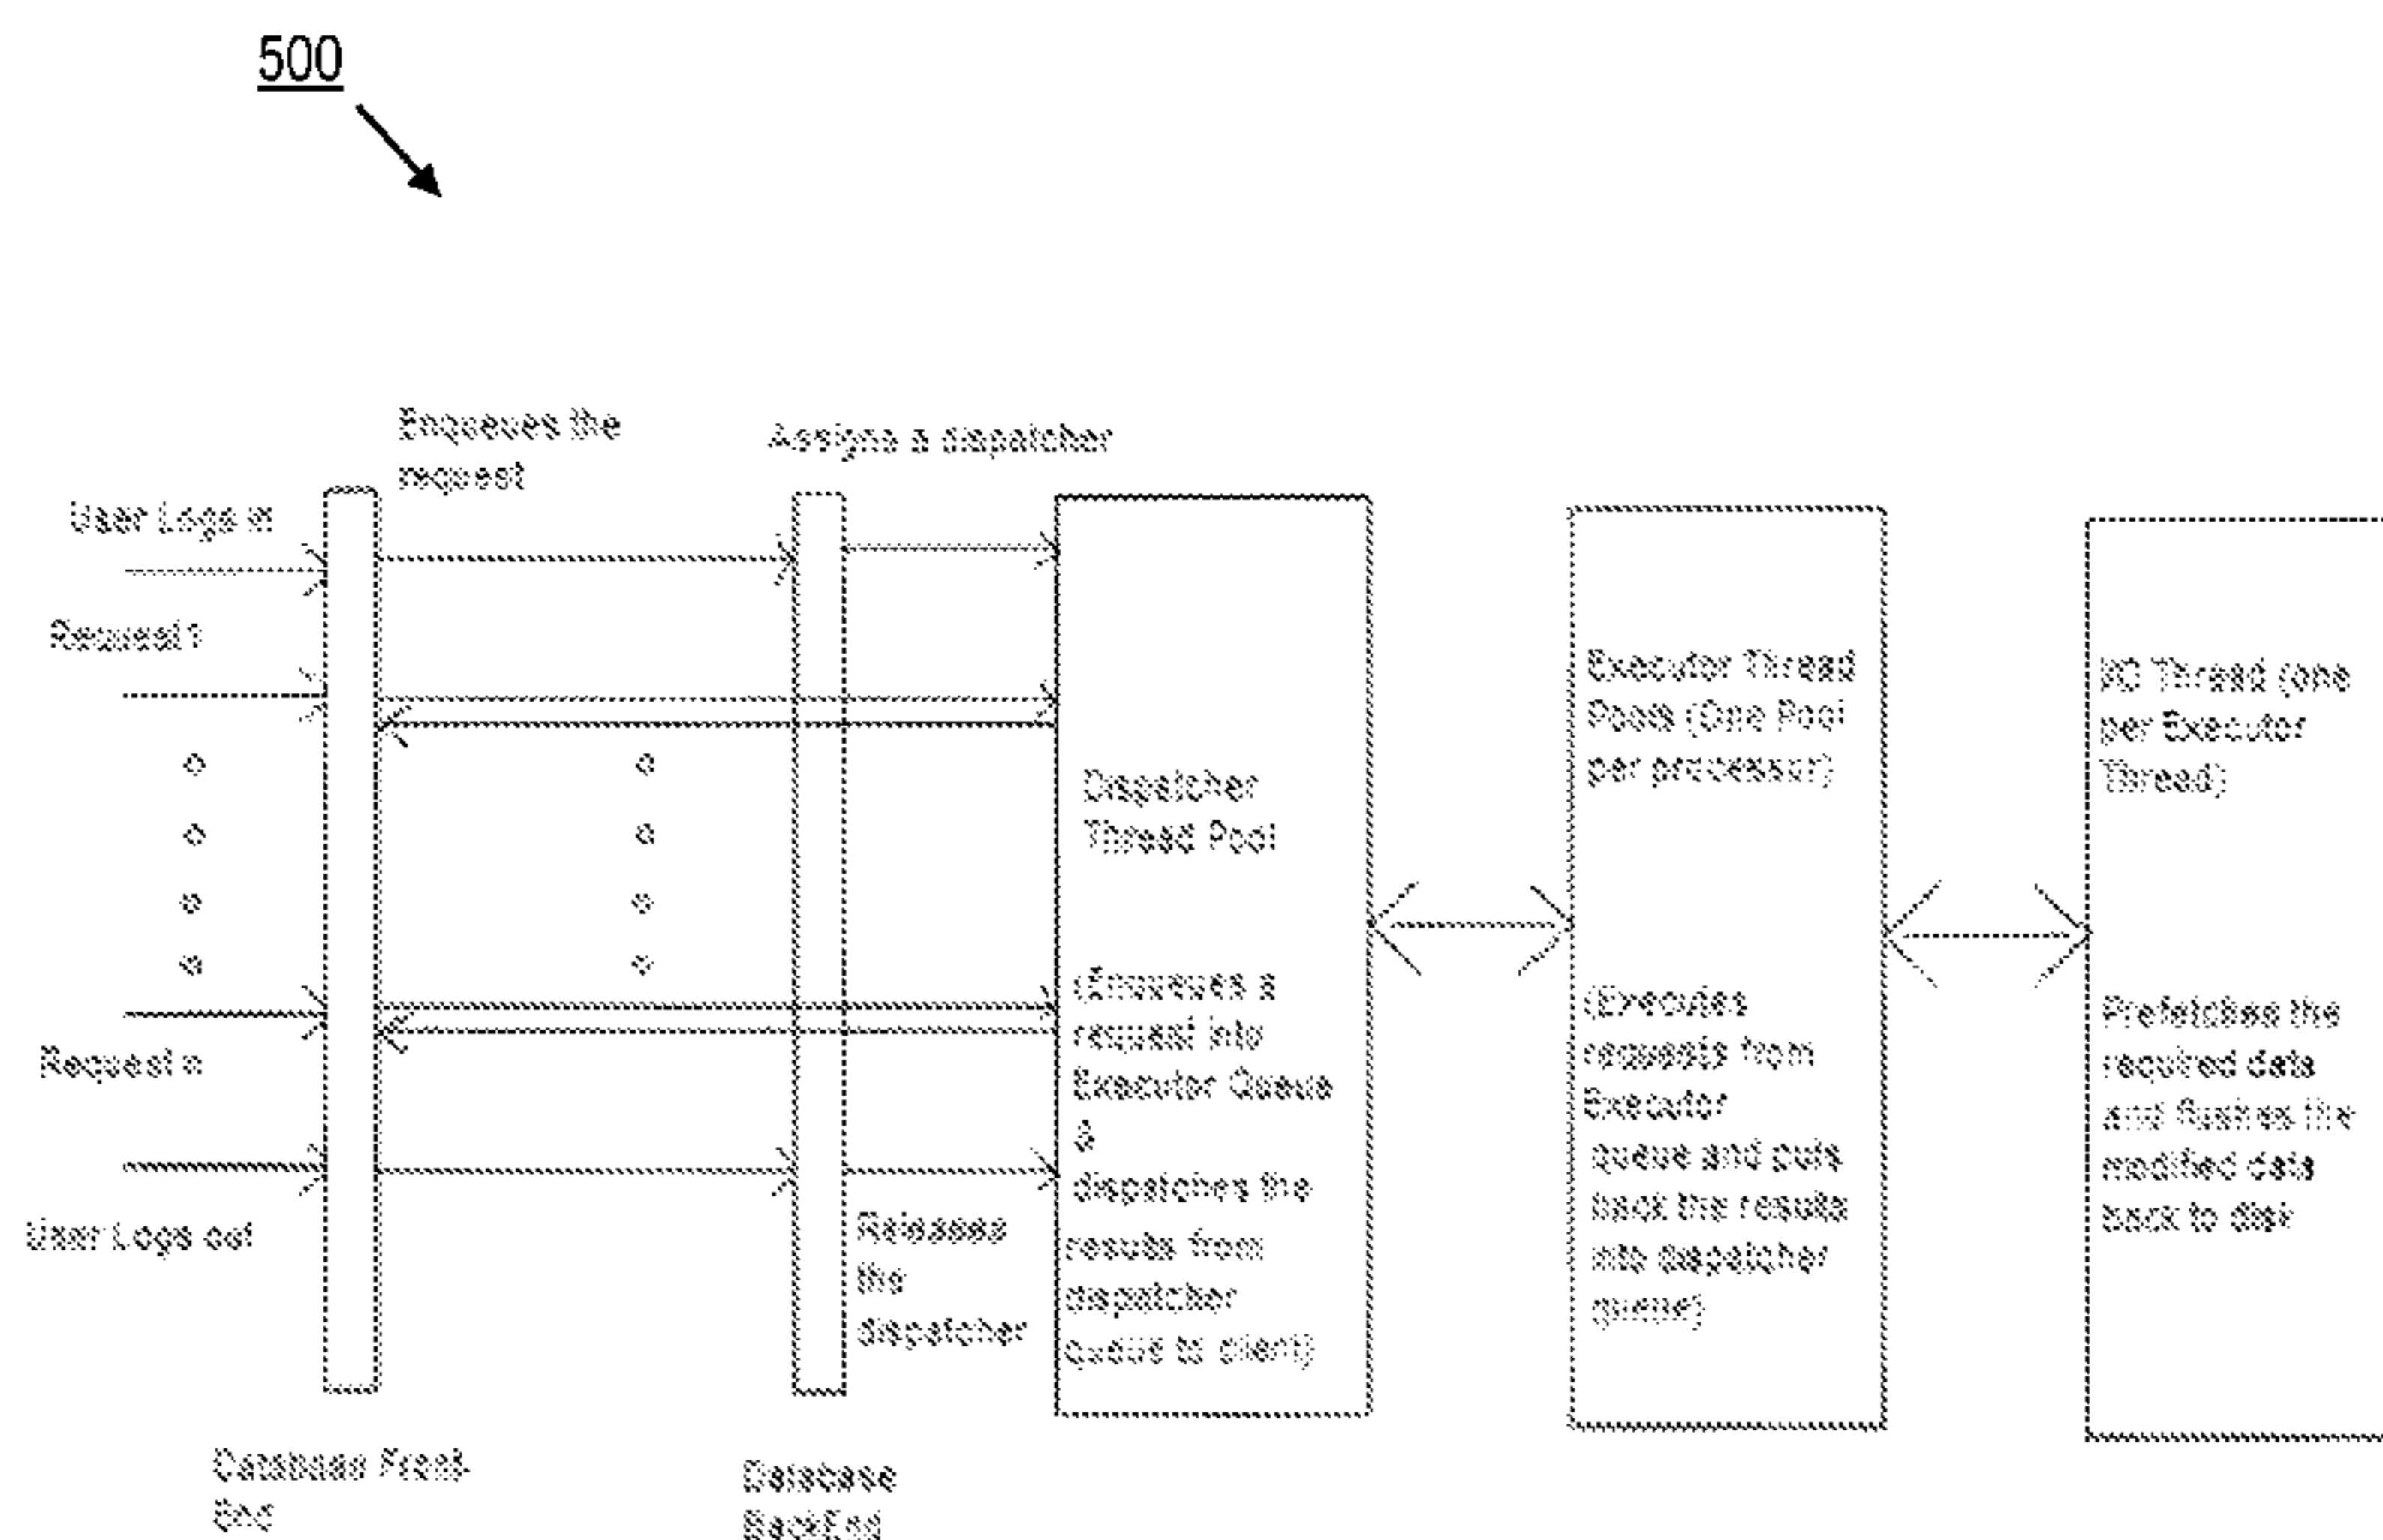 500
Enqueues the
request
Assigns a dispatcher
User Logs in
Request 1
Executor Thread
Pools (One Pool
per processor)
I/O Thread (one
per Executor
Thread)
Dispatcher
Thread Pool
(Enqueues a
request into
Executor Queue
&
dispatches the
results from
dispatcher
queue to client)
(Executes
requests from
Executor
queue and puts
back the results
into dispatcher
queue)
Prefetches the
required data
and flushes the
modified data
back to disk
Request n
User Logs out
Releases
the
dispatcher
Database Front
End
Database
BackEnd